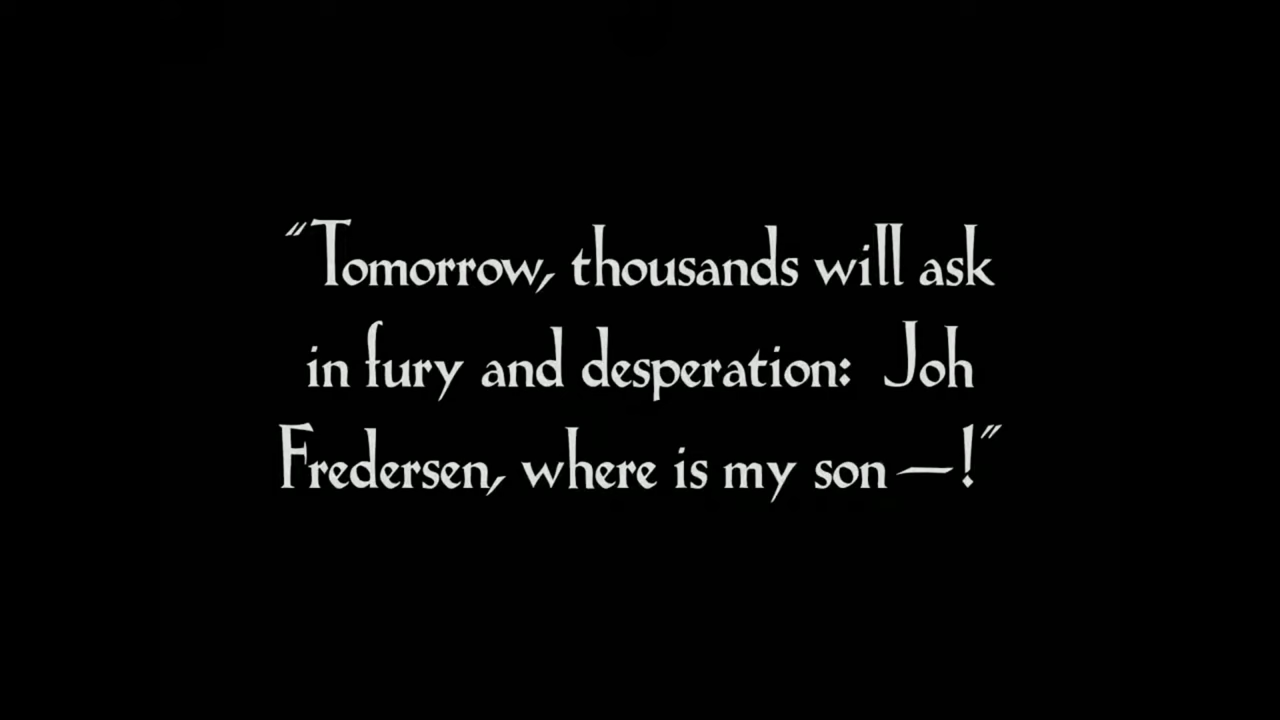 "Tomorrow, thousands will ask
in fury and desperation: Joh
Fredersen, where is my son—!"